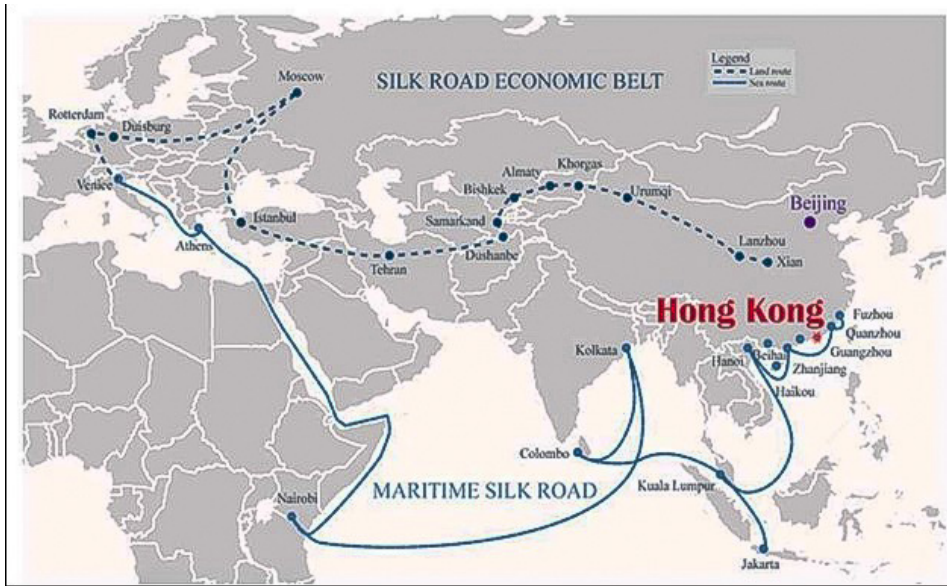 Moscow
SILK ROAD ECONOMIC BELT
Legend
Land route
Sea route
Rotterdam
Duisburg
Khorgas
Almaty
Venice
Bishkek
Urumqi
Beijing
Istanbul
Samarkand
Athens
Lanzhou
Dushanbe
Xian
Tehran
Hong Kong
Fuzhou
Quanzhou
Kolkata
Hanoi
Beihai
Guangzhou
Zhanjiang
Haikou
Colombo
Kuala Lumpur
MARITIME SILK ROAD
Nairobi
Jakarta